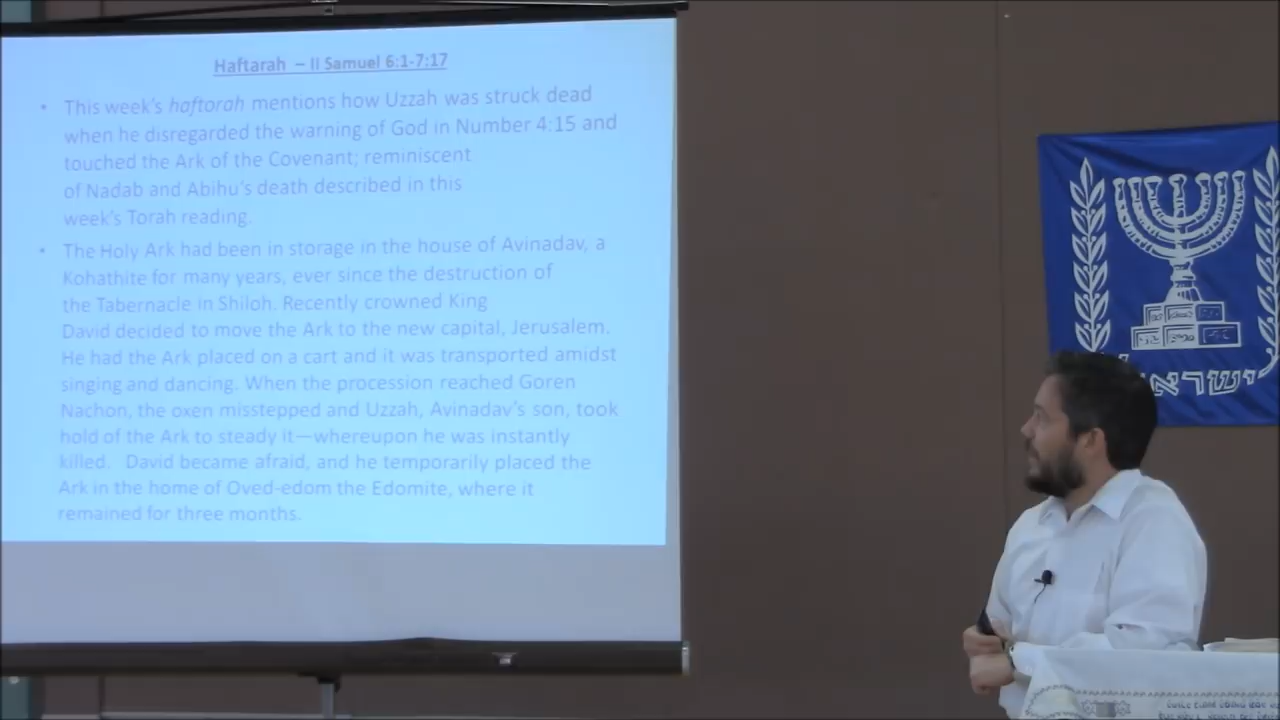 Haftarah – II Samuel 6:1-7:17
• This week's haftorah mentions how Uzzah was struck dead
when he disregarded the warning of God in Number 4:15 and
touched the Ark of the Covenant; reminiscent
of Nadab and Abihu's death described in this
week's Torah reading.
• The Holy Ark had been in storage in the house of Avinadav, a
Kohathite for many years, ever since the destruction of
the Tabernacle in Shiloh. Recently crowned King
David decided to move the Ark to the new capital, Jerusalem.
He had the Ark placed on a cart and it was transported amidst
singing and dancing. When the procession reached Goren
Nachon, the oxen misstepped and Uzzah, Avinadav's son, took
hold of the Ark to steady it—whereupon he was instantly
killed. David became afraid, and he temporarily placed the
Ark in the home of Oved-edom the Edomite, where it
remained for three months.
ישרא